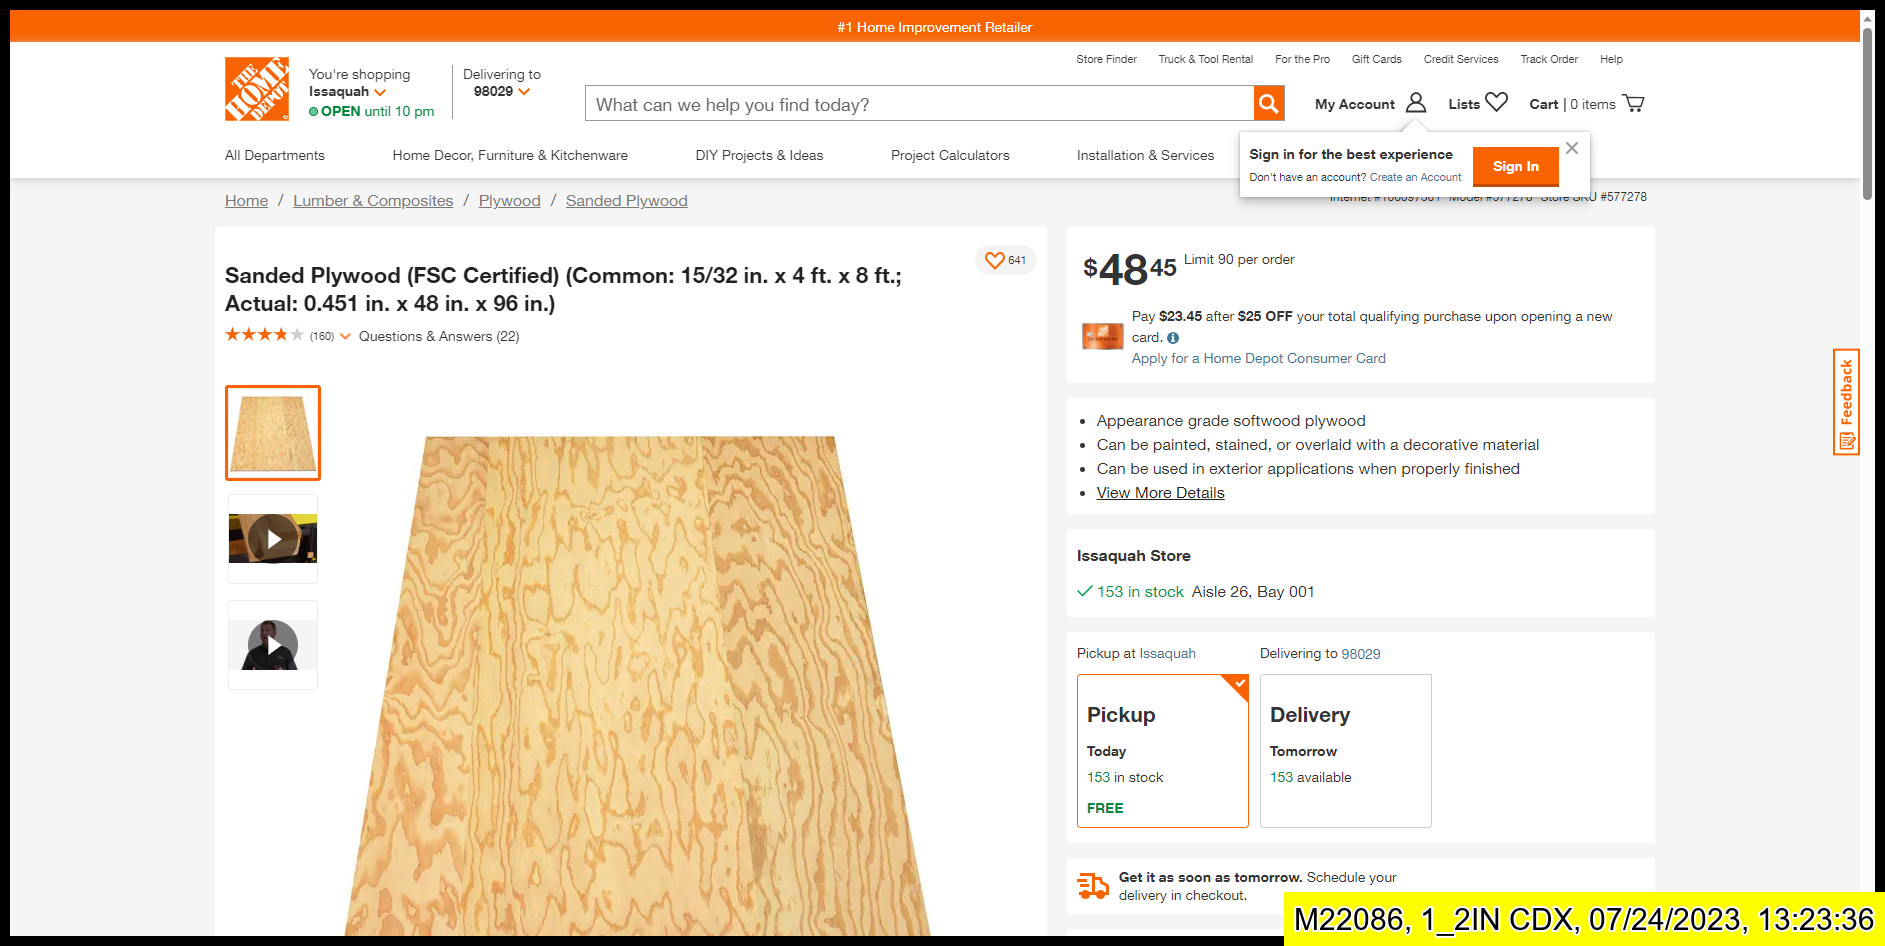 #1 Home Improvement Retailer
Store Finder Truck & Tool Rental For the Pro Gift Cards Credit Services Track Order Help
THE HOME DEPOT
You're shopping
Issaquah
OPEN until 10 pm
Delivering to
98029
What can we help you find today?
My Account Lists Cart | 0 items
All Departments Home Decor, Furniture & Kitchenware DIY Projects & Ideas Project Calculators Installation & Services
Sign in for the best experience
Don't have an account? Create an Account
Sign In
Home / Lumber & Composites / Plywood / Sanded Plywood
Store SKU #577278
Sanded Plywood (FSC Certified) (Common: 15/32 in. x 4 ft. x 8 ft.;
Actual: 0.451 in. x 48 in. x 96 in.)
(160) Questions & Answers (22)
641
$48 45 Limit 90 per order
Pay $23.45 after $25 OFF your total qualifying purchase upon opening a new
card.
Apply for a Home Depot Consumer Card
Appearance grade softwood plywood
Can be painted, stained, or overlaid with a decorative material
Can be used in exterior applications when properly finished
View More Details
Issaquah Store
153 in stock Aisle 26, Bay 001
Pickup at Issaquah
Pickup
Today
153 in stock
FREE
Delivering to 98029
Delivery
Tomorrow
153 available
Get it as soon as tomorrow. Schedule your
delivery in checkout.
Feedback
M22086, 1_2IN CDX, 07/24/2023, 13:23:36